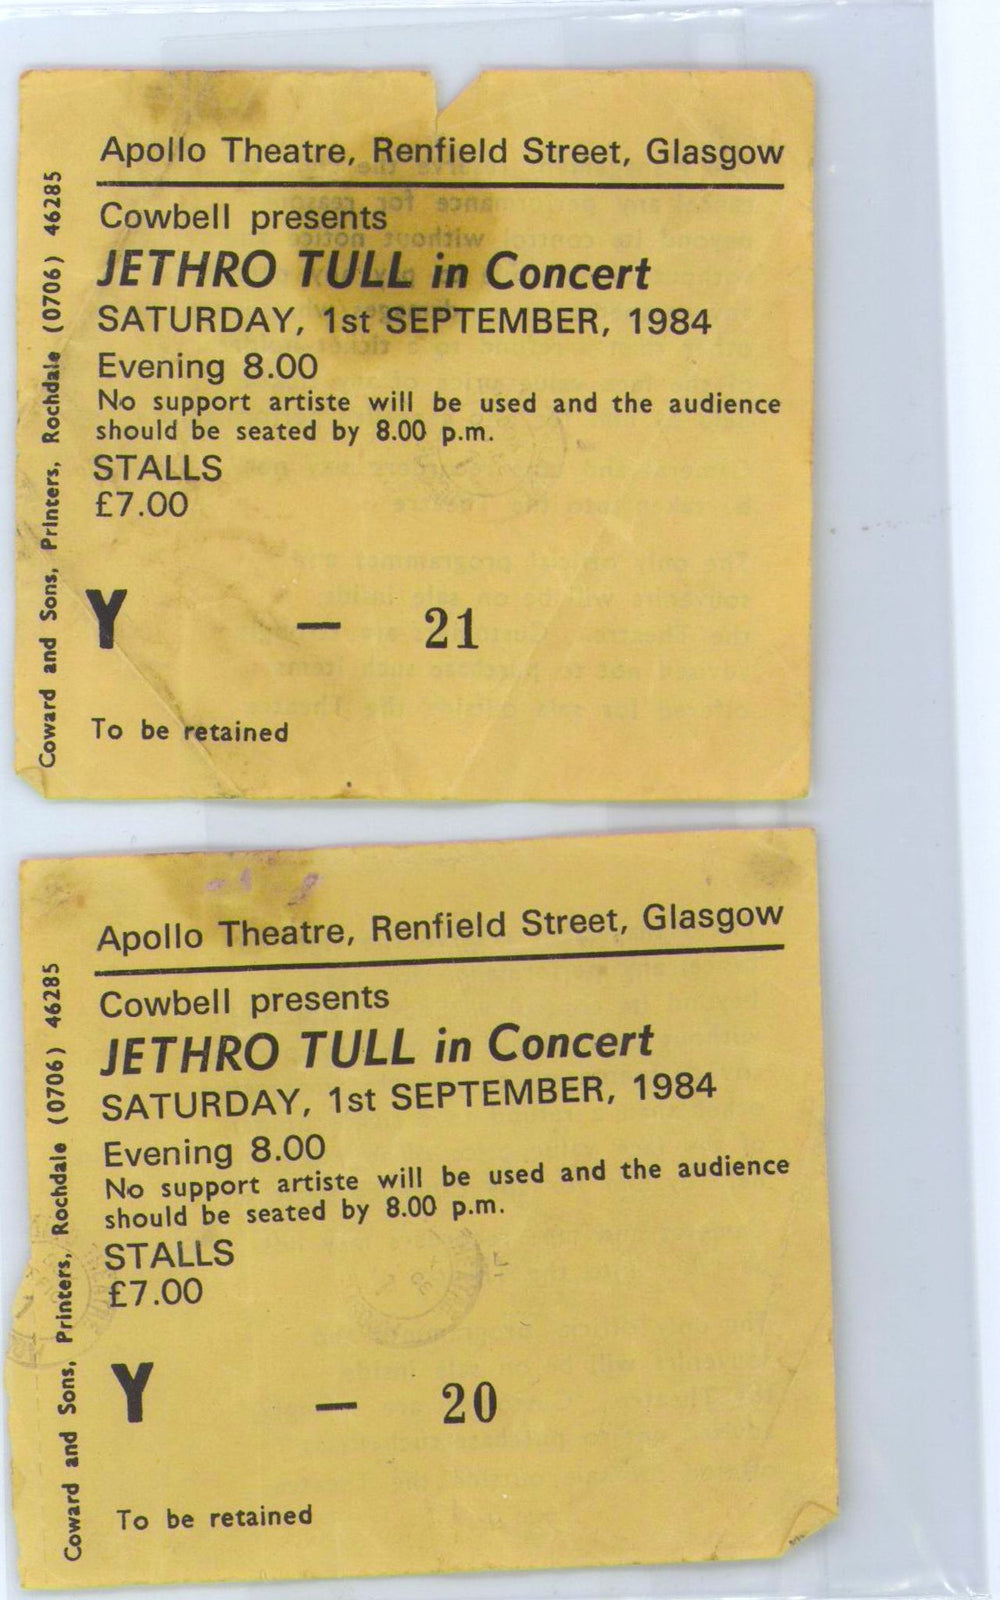 Apollo Theatre, Renfield Street, Glasgow
Cowbell presents
JETHRO TULL in Concert
SATURDAY, 1st SEPTEMBER, 1984
Evening 8.00
No support artiste will be used and the audience
should be seated by 8.00 p.m.
STALLS
£7.00
Y — 21
To be retained
Coward and Sons, Printers, Rochdale (0706) 46285
Apollo Theatre, Renfield Street, Glasgow
Cowbell presents
JETHRO TULL in Concert
SATURDAY, 1st SEPTEMBER, 1984
Evening 8.00
No support artiste will be used and the audience
should be seated by 8.00 p.m.
STALLS
£7.00
Y — 20
To be retained
Coward and Sons, Printers, Rochdale (0706) 46285